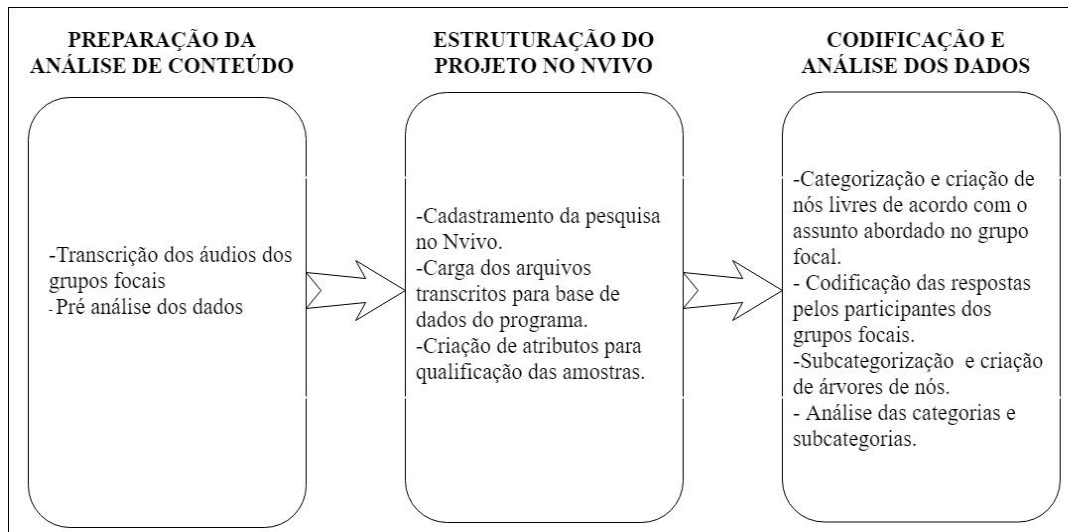 PREPARAÇÃO DA
ANÁLISE DE CONTEÚDO
-Transcrição dos áudios dos
grupos focais
- Pré análise dos dados
ESTRUTURAÇÃO DO
PROJETO NO NVIVO
-Cadastramento da pesquisa
no Nvivo.
-Carga dos arquivos
transcritos para base de
dados do programa.
-Criação de atributos para
qualificação das amostras.
CODIFICAÇÃO E
ANÁLISE DOS DADOS
-Categorização e criação de
nós livres de acordo com o
assunto abordado no grupo
focal.
- Codificação das respostas
pelos participantes dos
grupos focais.
-Subcategorização e criação
de árvores de nós.
- Análise das categorias e
subcategorias.